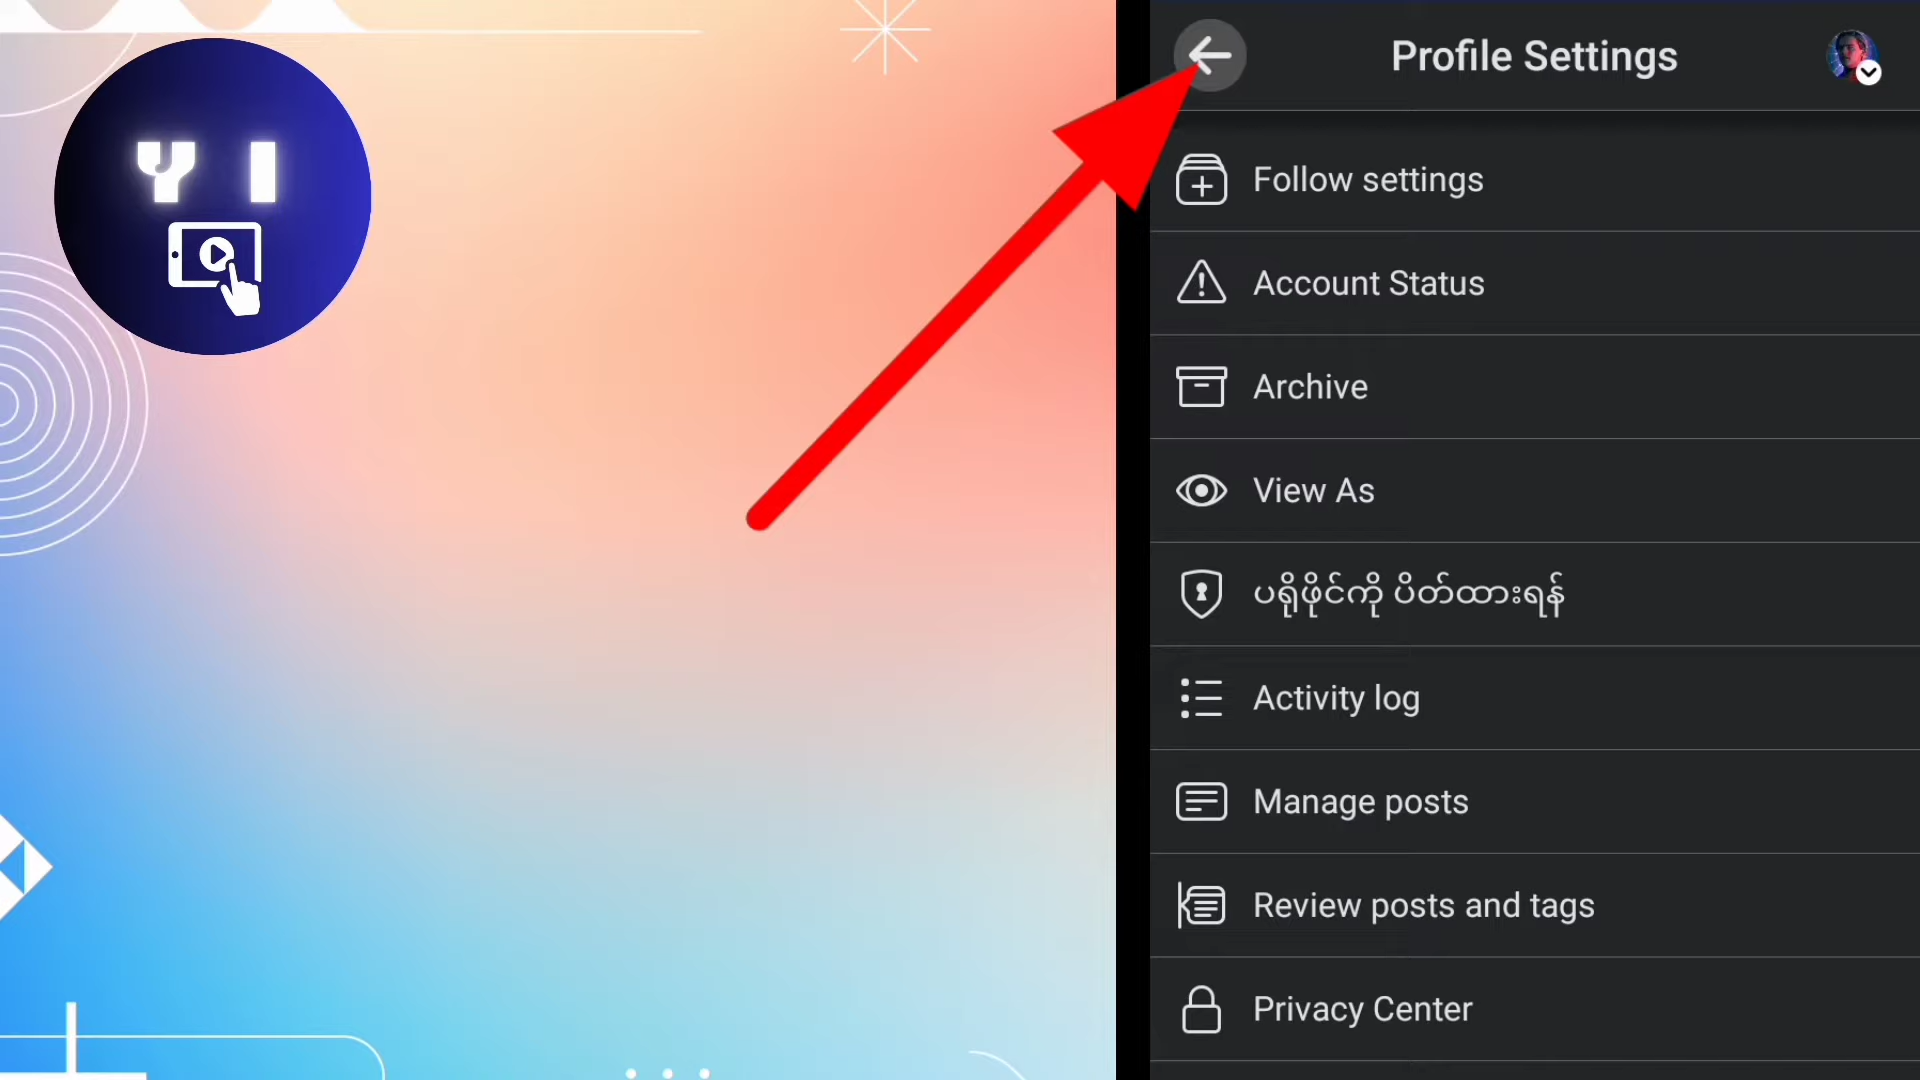 Y I
Profile Settings
Follow settings
Account Status
Archive
View As
ပရိုဖိုင်ကို ပိတ်ထားရန်
Activity log
Manage posts
Review posts and tags
Privacy Center